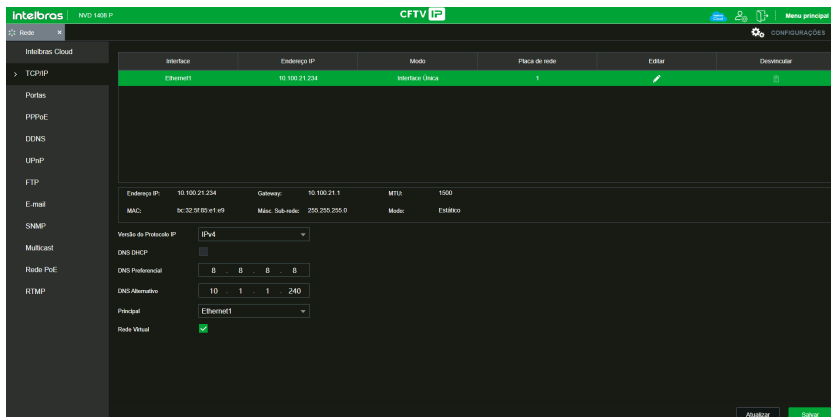 intelbras NVD 1408 P CFTV IP Menu principal
Rede × CONFIGURAÇÕES
Intelbras Cloud
TCP/IP
Portas
PPPoE
DDNS
UPnP
FTP
E-mail
SNMP
Multicast
Rede PoE
RTMP
Interface Endereço IP Modo Placa de rede Editar Desvincular
Ethernet1 10.100.21.234 Interface Única 1
Endereço IP: 10.100.21.234 Gateway: 10.100.21.1 MTU: 1500
MAC: bc:32:5f:85:e1:e9 Másc. Sub-rede: 255.255.255.0 Modo: Estático
Versão do Protocolo IP IPv4
DNS DHCP
DNS Preferencial 8 . 8 . 8 . 8
DNS Alternativo 10 . 1 . 1 . 240
Principal Ethernet1
Rede Virtual
Atualizar Salvar